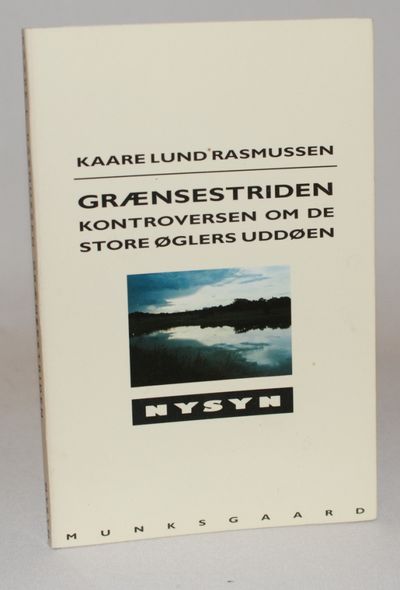 KAARE LUND RASMUSSEN
GRÆNSESTRIDEN
KONTROVERSEN OM DE
STORE ØGLERS UDDØEN
NYSYN
MUNKSGAARD